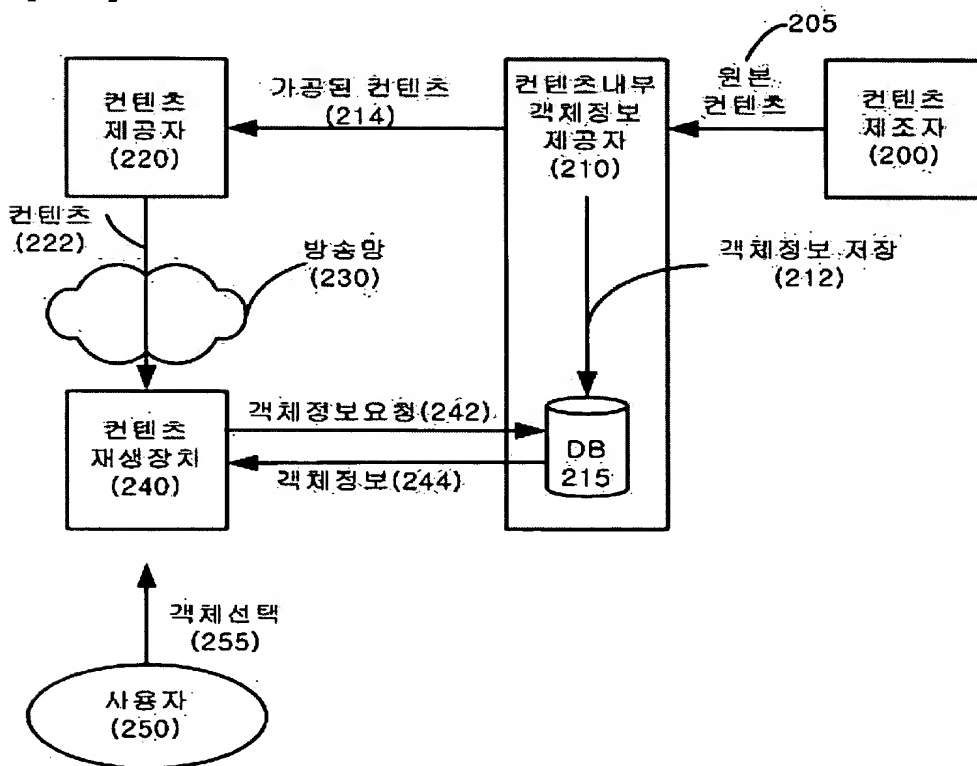 205
컨텐츠
제공자
(220)
가공된 컨텐츠
(214)
컨텐츠내부
객체정보
제공자
(210)
원본
컨텐츠
컨텐츠
제조자
(200)
컨텐츠
(222)
방송망
(230)
객체정보 저장
(212)
컨텐츠
재생장치
(240)
객체정보요청(242)
객체정보(244)
DB
215
객체선택
(255)
사용자
(250)